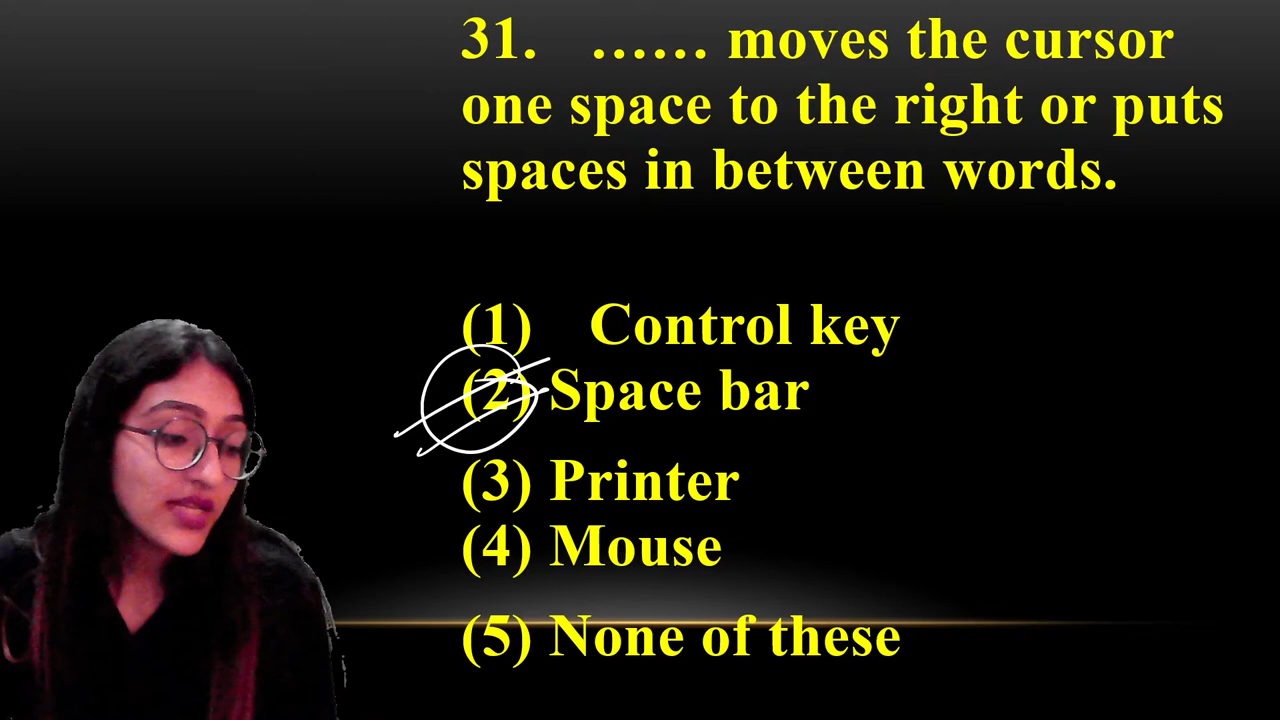 31. ...... moves the cursor
one space to the right or puts
spaces in between words.
(1) Control key
(2) Space bar
(3) Printer
(4) Mouse
(5) None of these